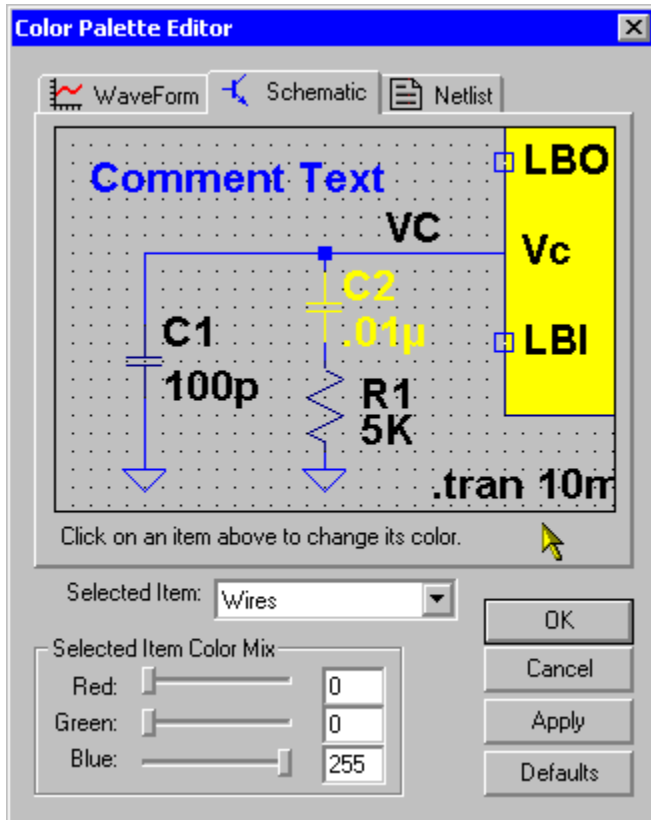 Color Palette Editor
WaveForm Schematic Netlist
Comment Text
LBO
VC
Vc
C2
.01µ
C1
100p
LBI
R1
5K
.tran 10m
Click on an item above to change its color.
Selected Item: Wires
Selected Item Color Mix
Red: 0
Green: 0
Blue: 255
OK
Cancel
Apply
Defaults